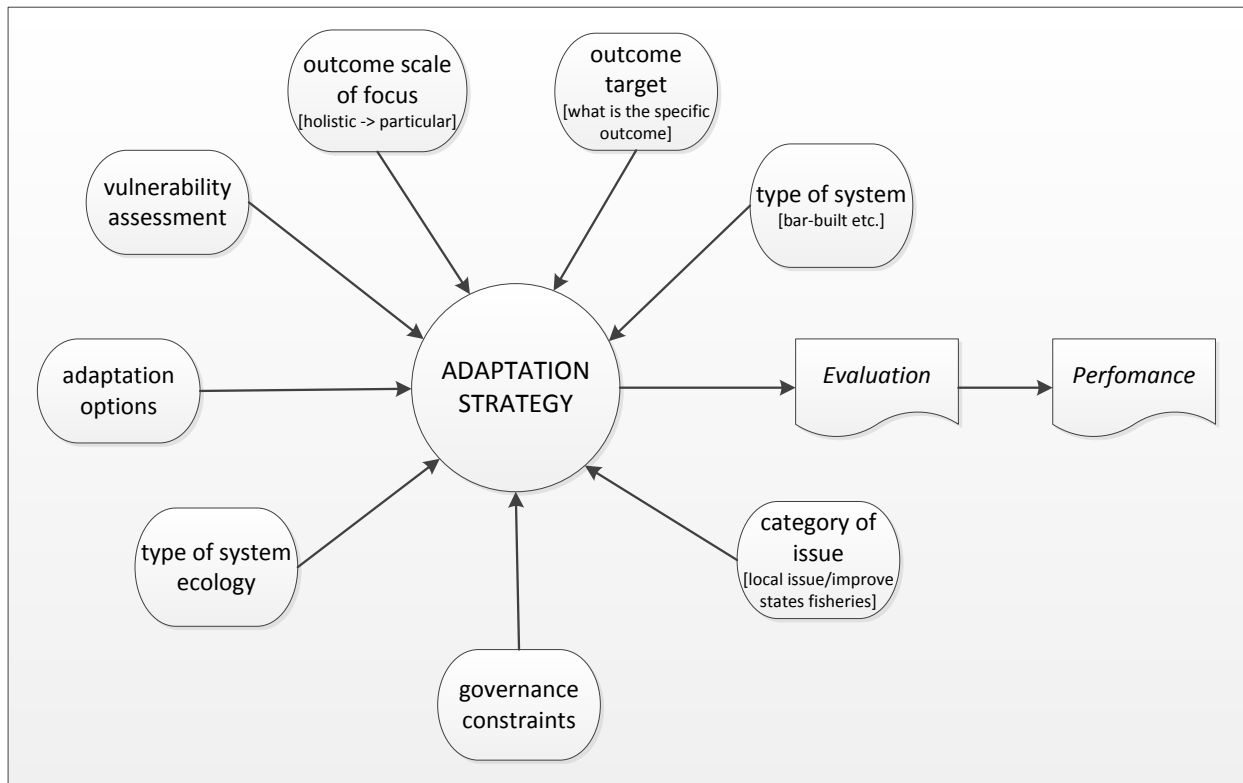 outcome scale
of focus
[holistic -> particular]
outcome
target
[what is the specific
outcome]
vulnerability
assessment
type of system
[bar-built etc.]
adaptation
options
ADAPTATION
STRATEGY
Evaluation
Perfomance
type of system
ecology
category of
issue
[local issue/improve
states fisheries]
governance
constraints